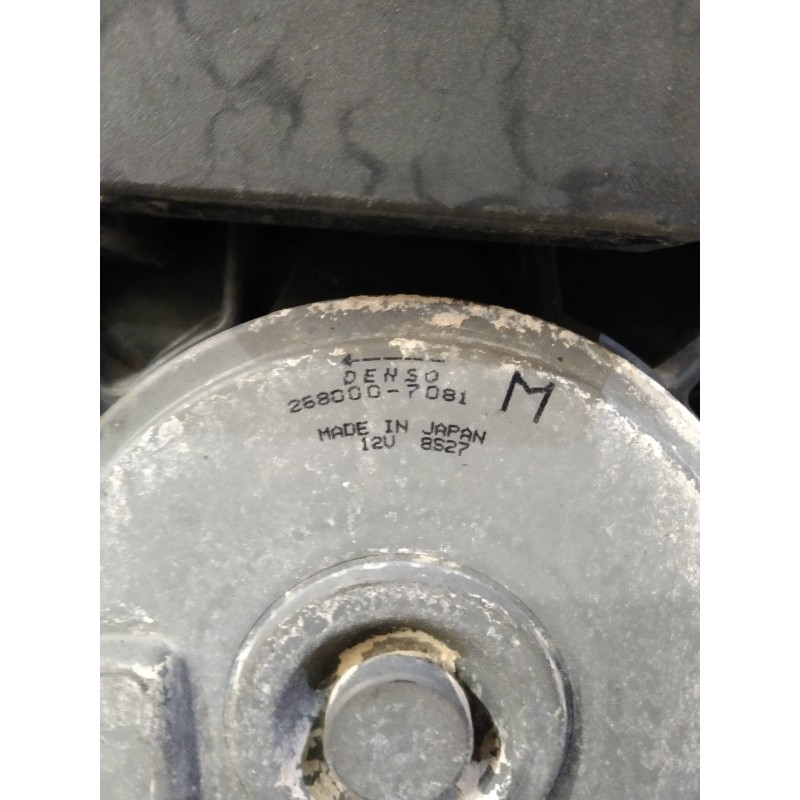 DENSO
268000-7081
M
MADE IN JAPAN
12V 8S27